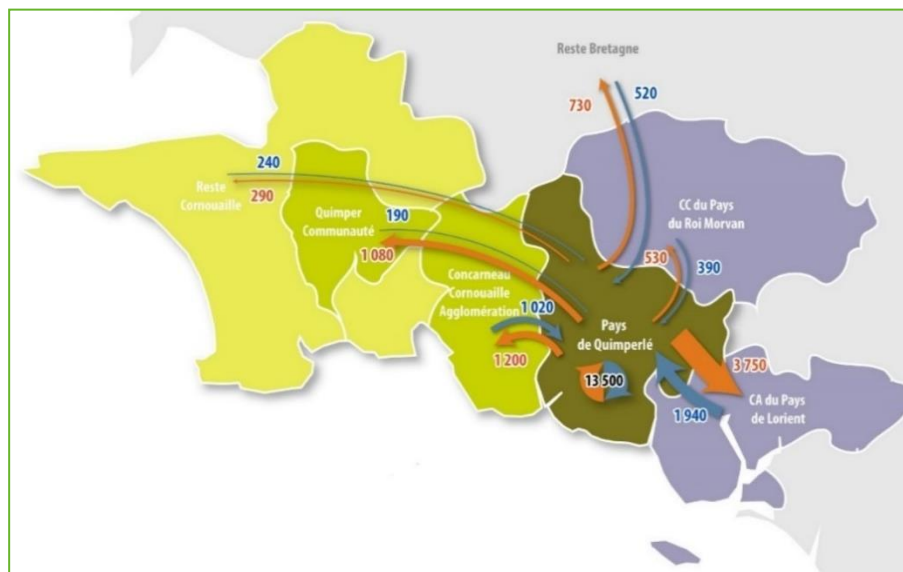 Reste Bretagne
730
520
240
Reste
Cornouaille
290
Quimper
Communauté
190
1 080
CC du Pays
du Roi Morvan
530
390
Concarneau
Cornouaille
Agglomération
1 020
1 200
Pays
de Quimperlé
13 500
3 750
1 940
CA du Pays
de Lorient